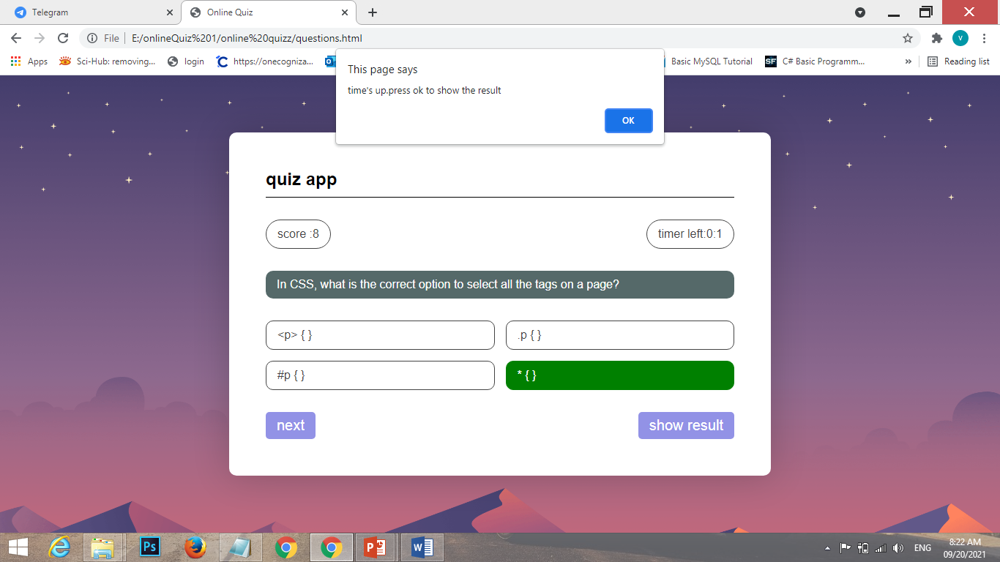 Telegram
Online Quiz
File
E:/onlineQuiz%201/online%20quizz/questions.html
V
Apps
Sci-Hub: removing...
login
https://onecogniza...
Basic MySQL Tutorial
SF
C# Basic Programm...
»
Reading list
This page says
time's up.press ok to show the result
OK
quiz app
score :8
timer left:0:1
In CSS, what is the correct option to select all the tags on a page?
<p> { }
.p { }
#p { }
* { }
next
show result
Ps
ENG
8:22 AM
09/20/2021